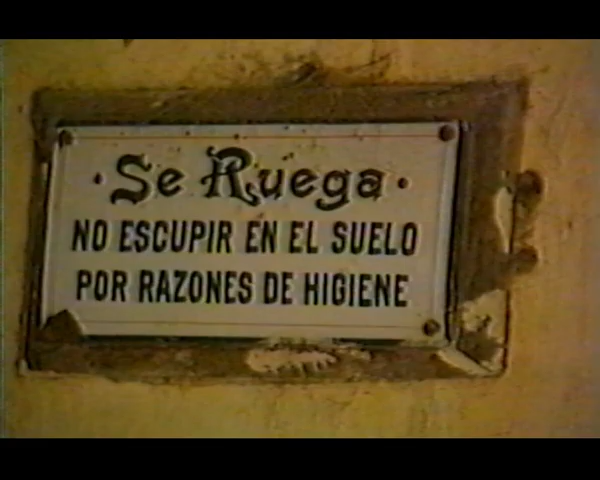 · Se Ruega ·
NO ESCUPIR EN EL SUELO
POR RAZONES DE HIGIENE